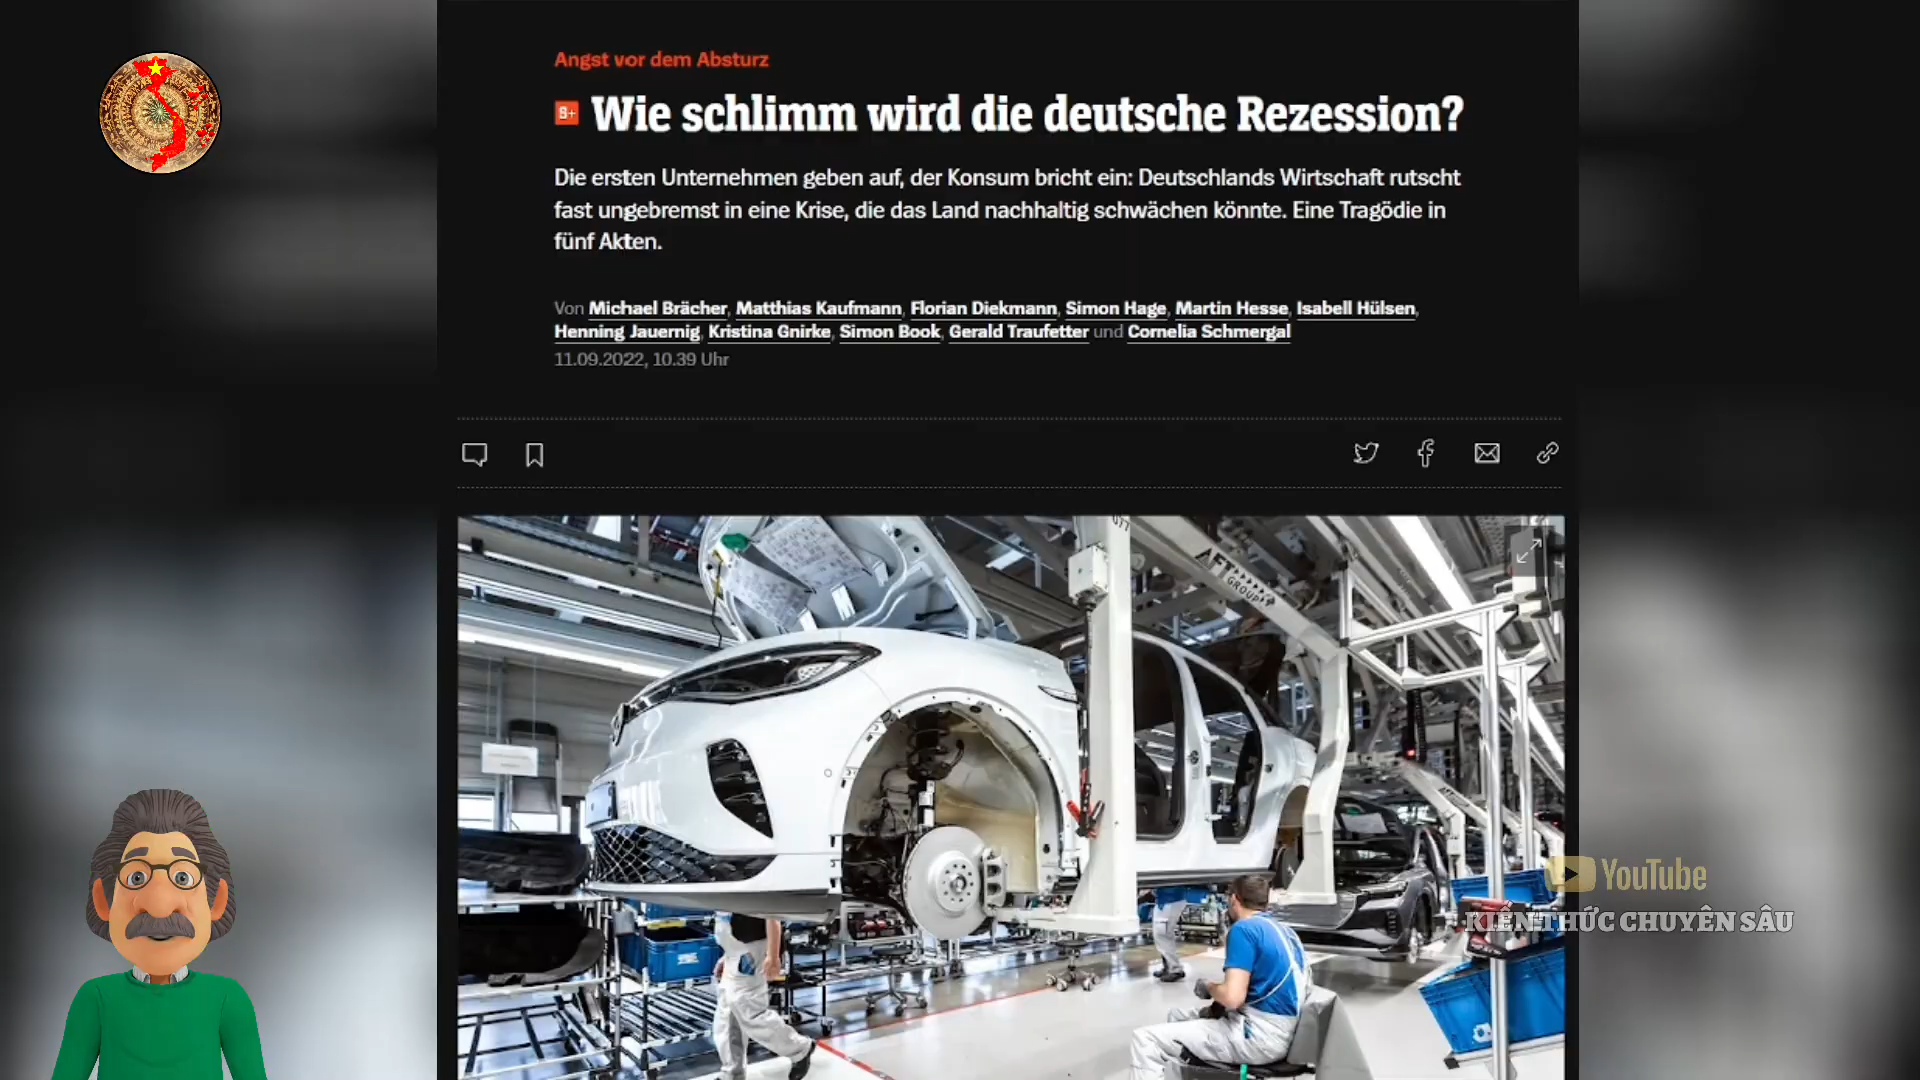 Angst vor dem Absturz
S+ Wie schlimm wird die deutsche Rezession?
Die ersten Unternehmen geben auf, der Konsum bricht ein: Deutschlands Wirtschaft rutscht
fast ungebremst in eine Krise, die das Land nachhaltig schwächen könnte. Eine Tragödie in
fünf Akten.
Von Michael Brächer, Matthias Kaufmann, Florian Diekmann, Simon Hage, Martin Hesse, Isabell Hülsen,
Henning Jauernig, Kristina Gnirke, Simon Book, Gerald Traufetter und Cornelia Schmergal
11.09.2022, 10.39 Uhr
AFT
GROUP
YouTube
KIẾN THỨC CHUYÊN SÂU